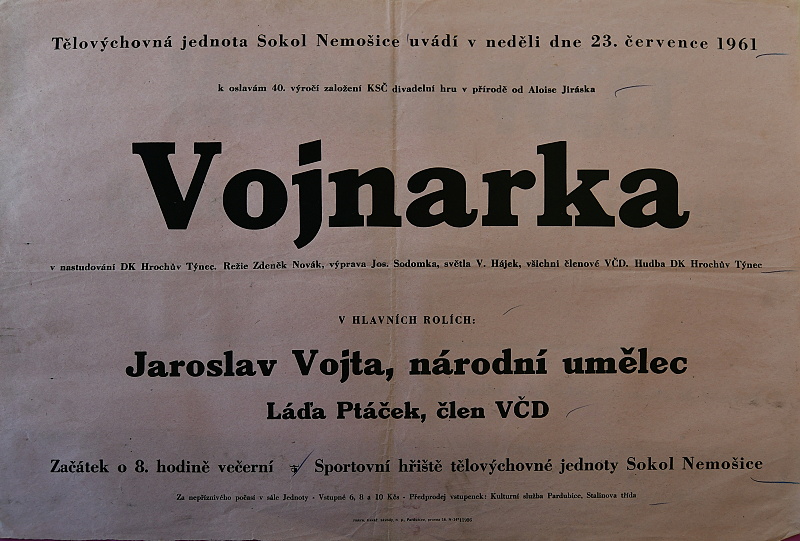 Tělovýchovná jednota Sokol Nemošice uvádí v neděli dne 23. července 1961
k oslavám 40. výročí založení KSČ divadelní hru v přírodě od Aloise Jiráska
Vojnarka
v nastudování DK Hrochův Týnec. Režie Zdeněk Novák, výprava Jos. Sodomka, světla V. Hájek, všichni členové VČD. Hudba DK Hrochův Týnec
V HLAVNÍCH ROLÍCH:
Jaroslav Vojta, národní umělec
Láďa Ptáček, člen VČD
Začátek o 8. hodině večerní Sportovní hřiště tělovýchovné jednoty Sokol Nemošice
Za nepříznivého počasí v sále Jednoty - Vstupné 6, 8 a 10 Kčs - Předprodej vstupenek: Kulturní služba Pardubice, Stalinova třída
n. p., Pardubice, provoz